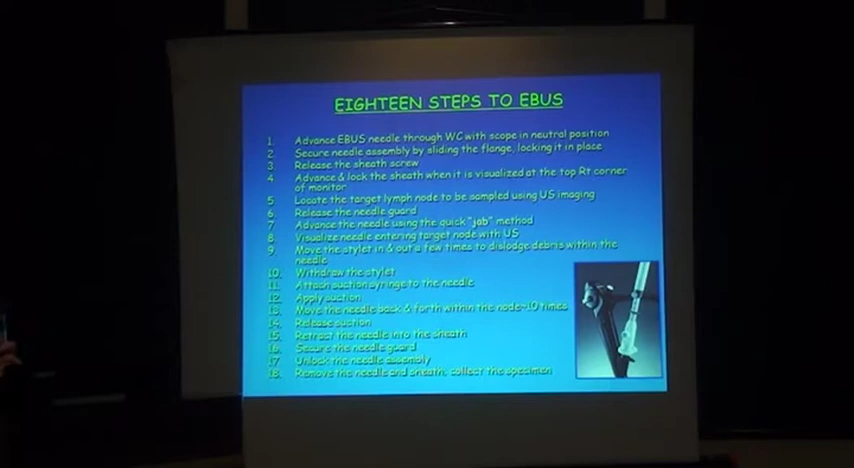 EIGHTEEN STEPS TO EBUS
1. Advance EBUS needle through WC with scope in neutral position
2. Secure needle assembly by sliding the flange, locking it in place
3. Release the sheath screw
4 Advance & lock the sheath when it is visualized at the top Rt corner
of monitor
5 Locate the target lymph node to be sampled using US imaging
6. Release the needle guard
7 Advance the needle using the quick "jab" method
8. Visualize needle entering target node with US
9. Move the stylet in & out a few times to dislodge debris within the
needle
10. Withdraw the stylet
11. Attach suction syringe to the needle
12. Apply suction
13. Move the needle back & forth within the node~10 times
14. Release suction
15. Retract the needle into the sheath
16. Secure the needle guard
17 Unlock the needle assembly
18. Remove the needle and sheath, collect the specimen